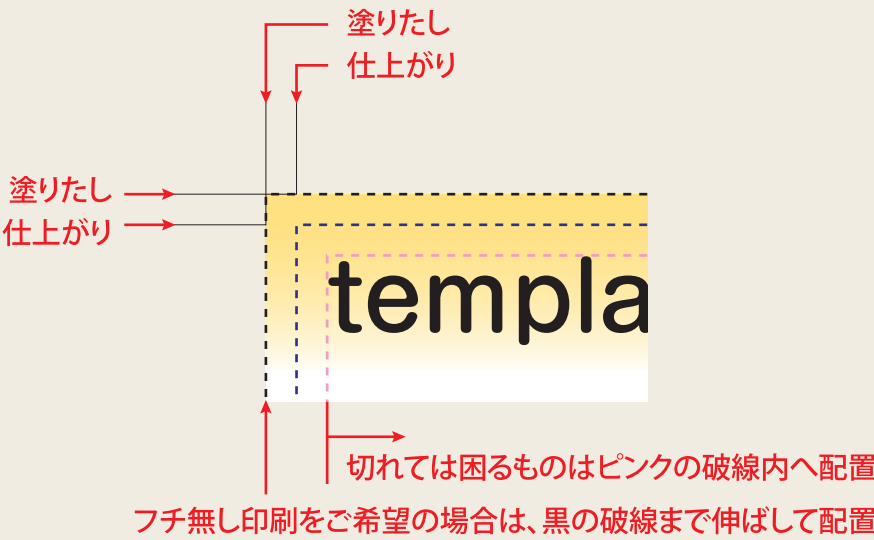 塗りたし
仕上がり
塗りたし
仕上がり
templa
切れては困るものはピンクの破線内へ配置
フチ無し印刷をご希望の場合は、黒の破線まで伸ばして配置